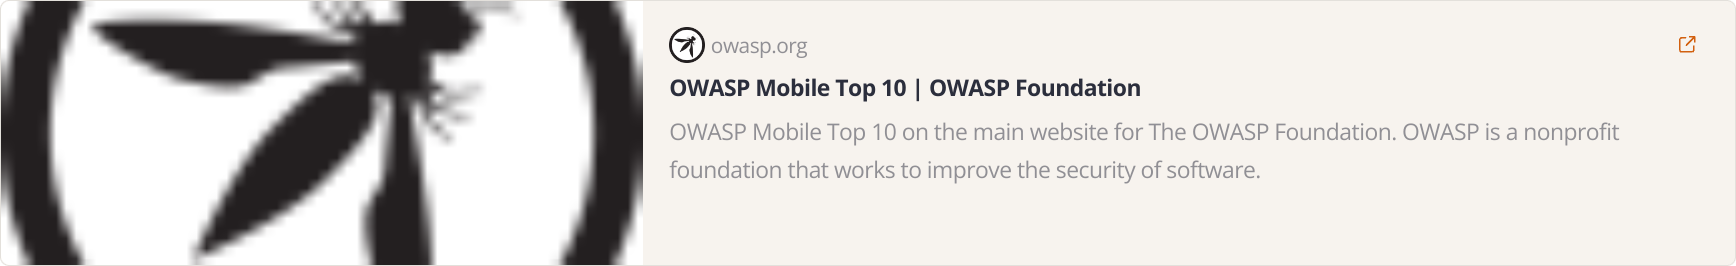 owasp.org
OWASP Mobile Top 10 | OWASP Foundation
OWASP Mobile Top 10 on the main website for The OWASP Foundation. OWASP is a nonprofit
foundation that works to improve the security of software.